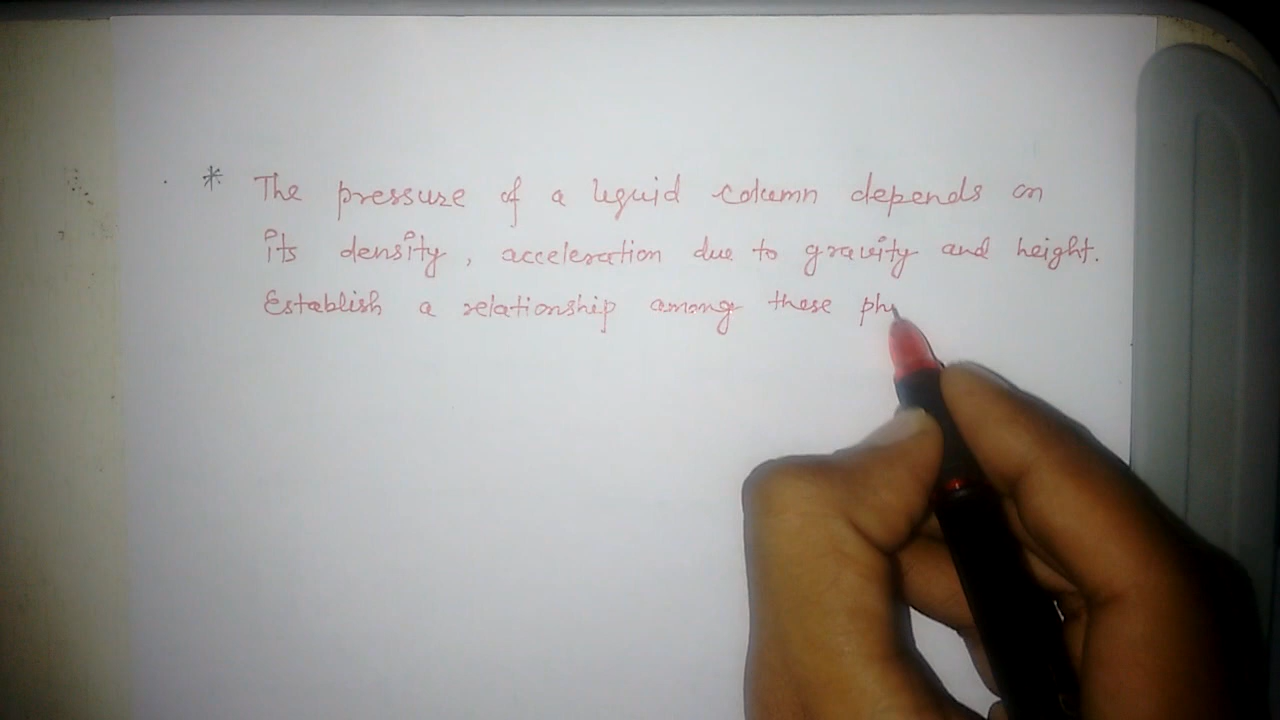 * The pressure of a liquid column depends on
its density, acceleration due to gravity and height.
Establish a relationship among these phy